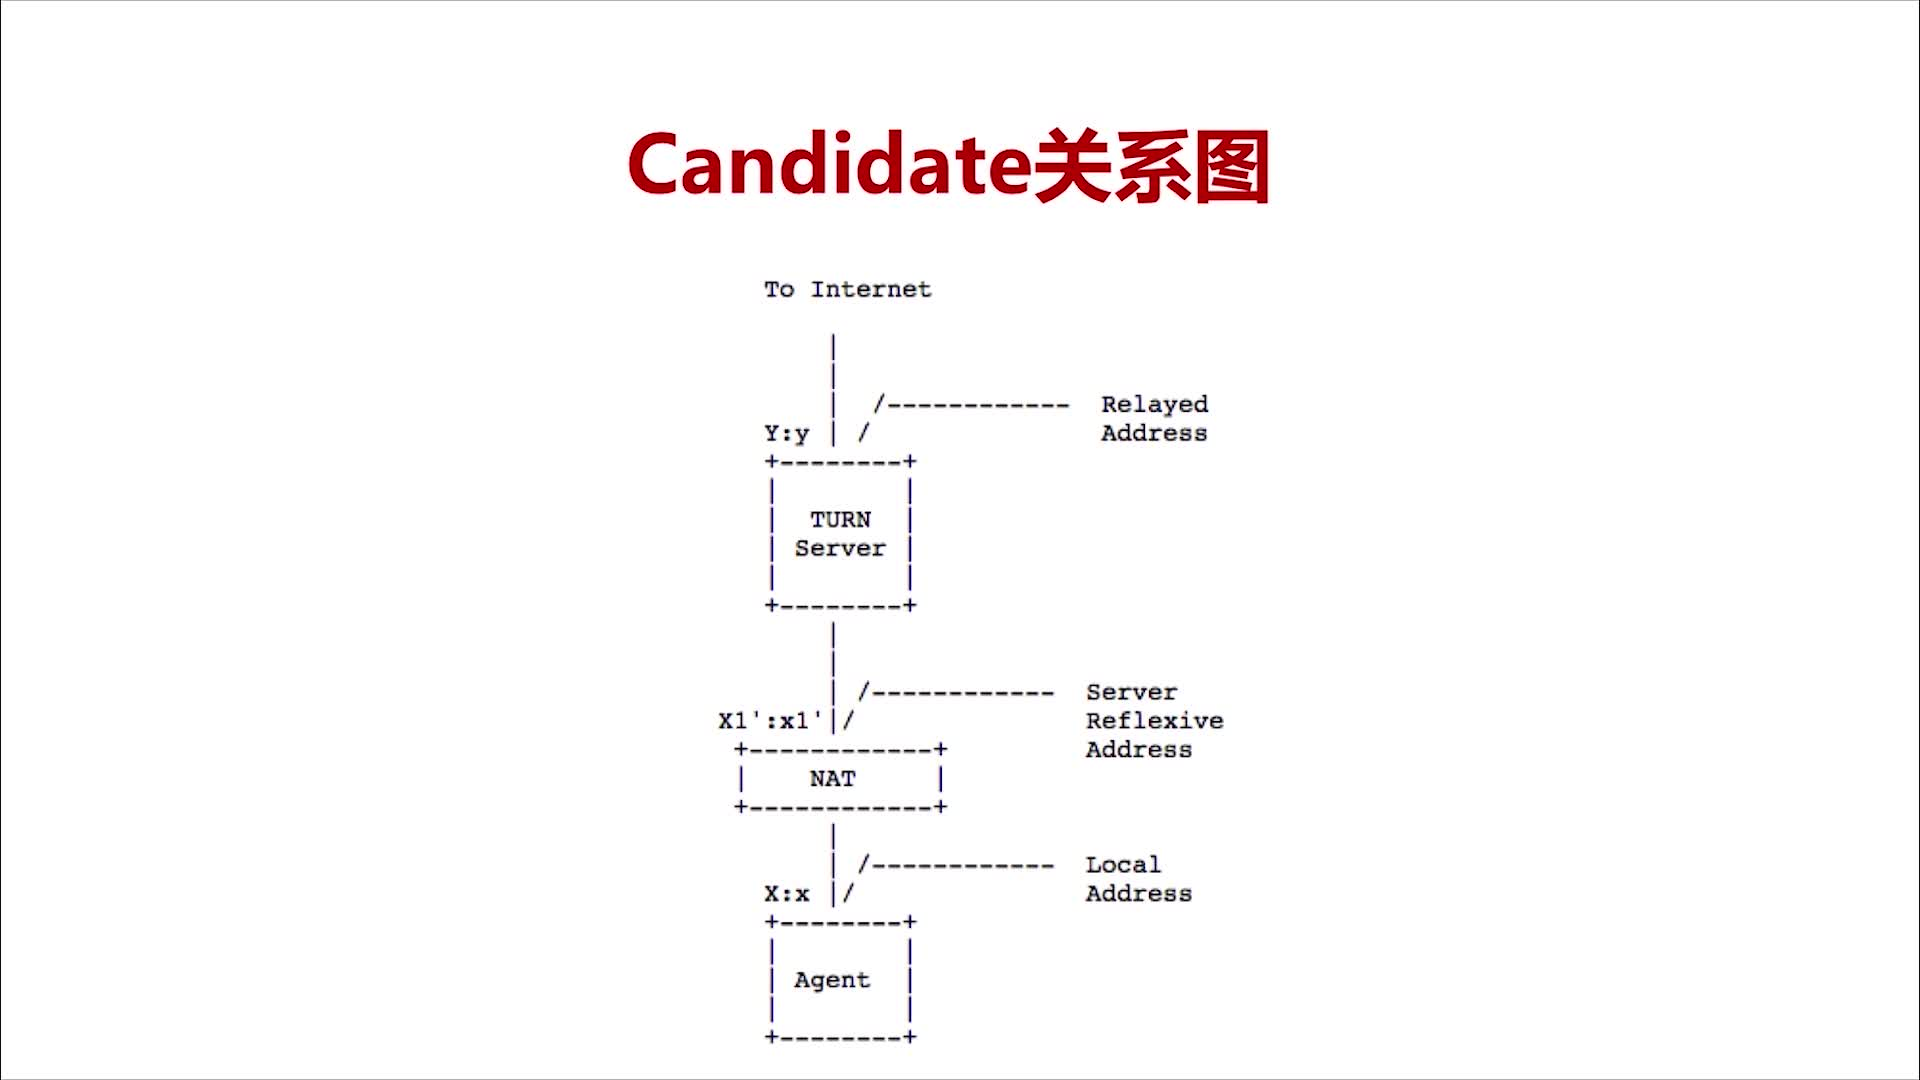 Candidate关系图
To Internet
|
|
| /------------ Relayed
Y:y | / Address
+--------+
| |
| TURN |
| Server |
| |
+--------+
|
|
| /------------ Server
X1':x1'|/ Reflexive
+------------+ Address
| NAT |
+------------+
|
| /------------ Local
X:x |/ Address
+--------+
| |
| Agent |
| |
+--------+